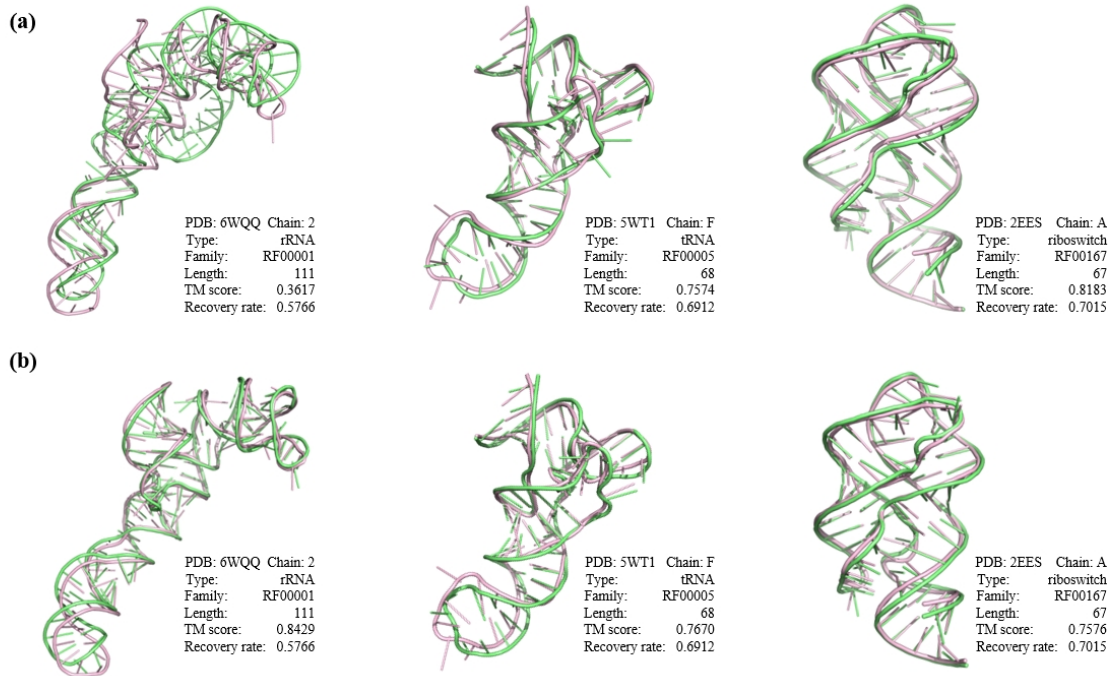 (a)
PDB: 6WQQ Chain: 2
Type: rRNA
Family: RF00001
Length: 111
TM score: 0.3617
Recovery rate: 0.5766
PDB: 5WT1 Chain: F
Type: tRNA
Family: RF00005
Length: 68
TM score: 0.7574
Recovery rate: 0.6912
PDB: 2EES Chain: A
Type: riboswitch
Family: RF00167
Length: 67
TM score: 0.8183
Recovery rate: 0.7015
(b)
PDB: 6WQQ Chain: 2
Type: rRNA
Family: RF00001
Length: 111
TM score: 0.8429
Recovery rate: 0.5766
PDB: 5WT1 Chain: F
Type: tRNA
Family: RF00005
Length: 68
TM score: 0.7670
Recovery rate: 0.6912
PDB: 2EES Chain: A
Type: riboswitch
Family: RF00167
Length: 67
TM score: 0.7576
Recovery rate: 0.7015